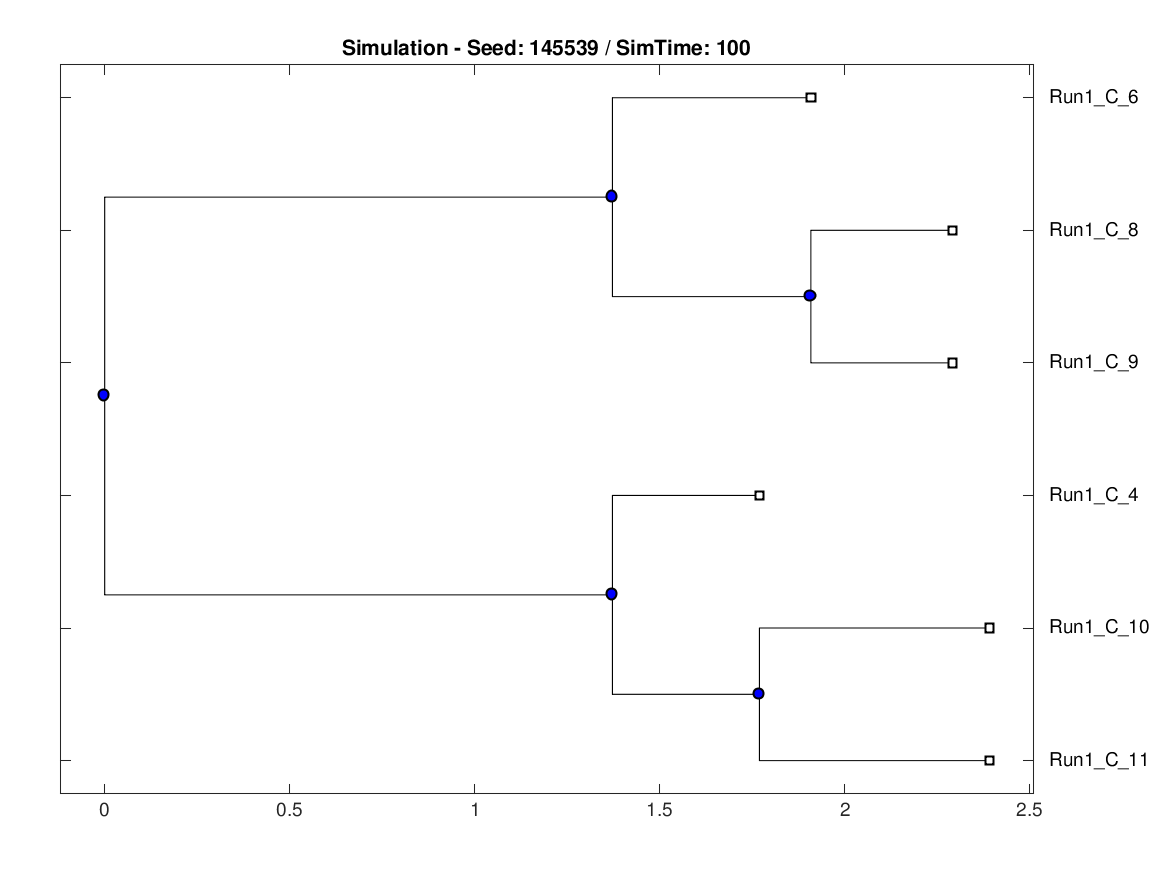 Simulation - Seed: 145539 / SimTime: 100
Run1_C_6
Run1_C_8
Run1_C_9
Run1_C_4
Run1_C_10
Run1_C_11
0 0.5 1 1.5 2 2.5